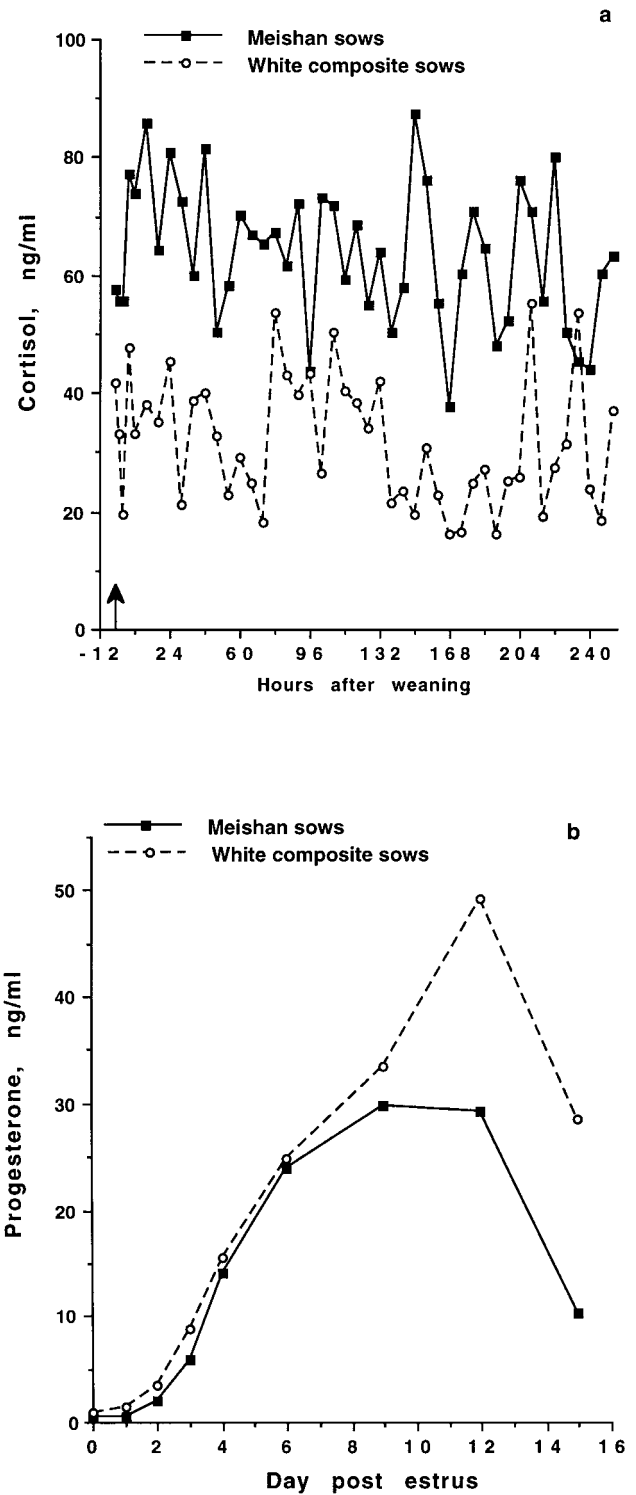 a
Meishan sows
White composite sows
100
80
60
40
20
0
Cortisol, ng/ml
-12 24 60 96 132 168 204 240
Hours after weaning
Meishan sows
b
White composite sows
50
40
30
20
10
0
Progesterone, ng/ml
0 2 4 6 8 10 12 14 16
Day post estrus